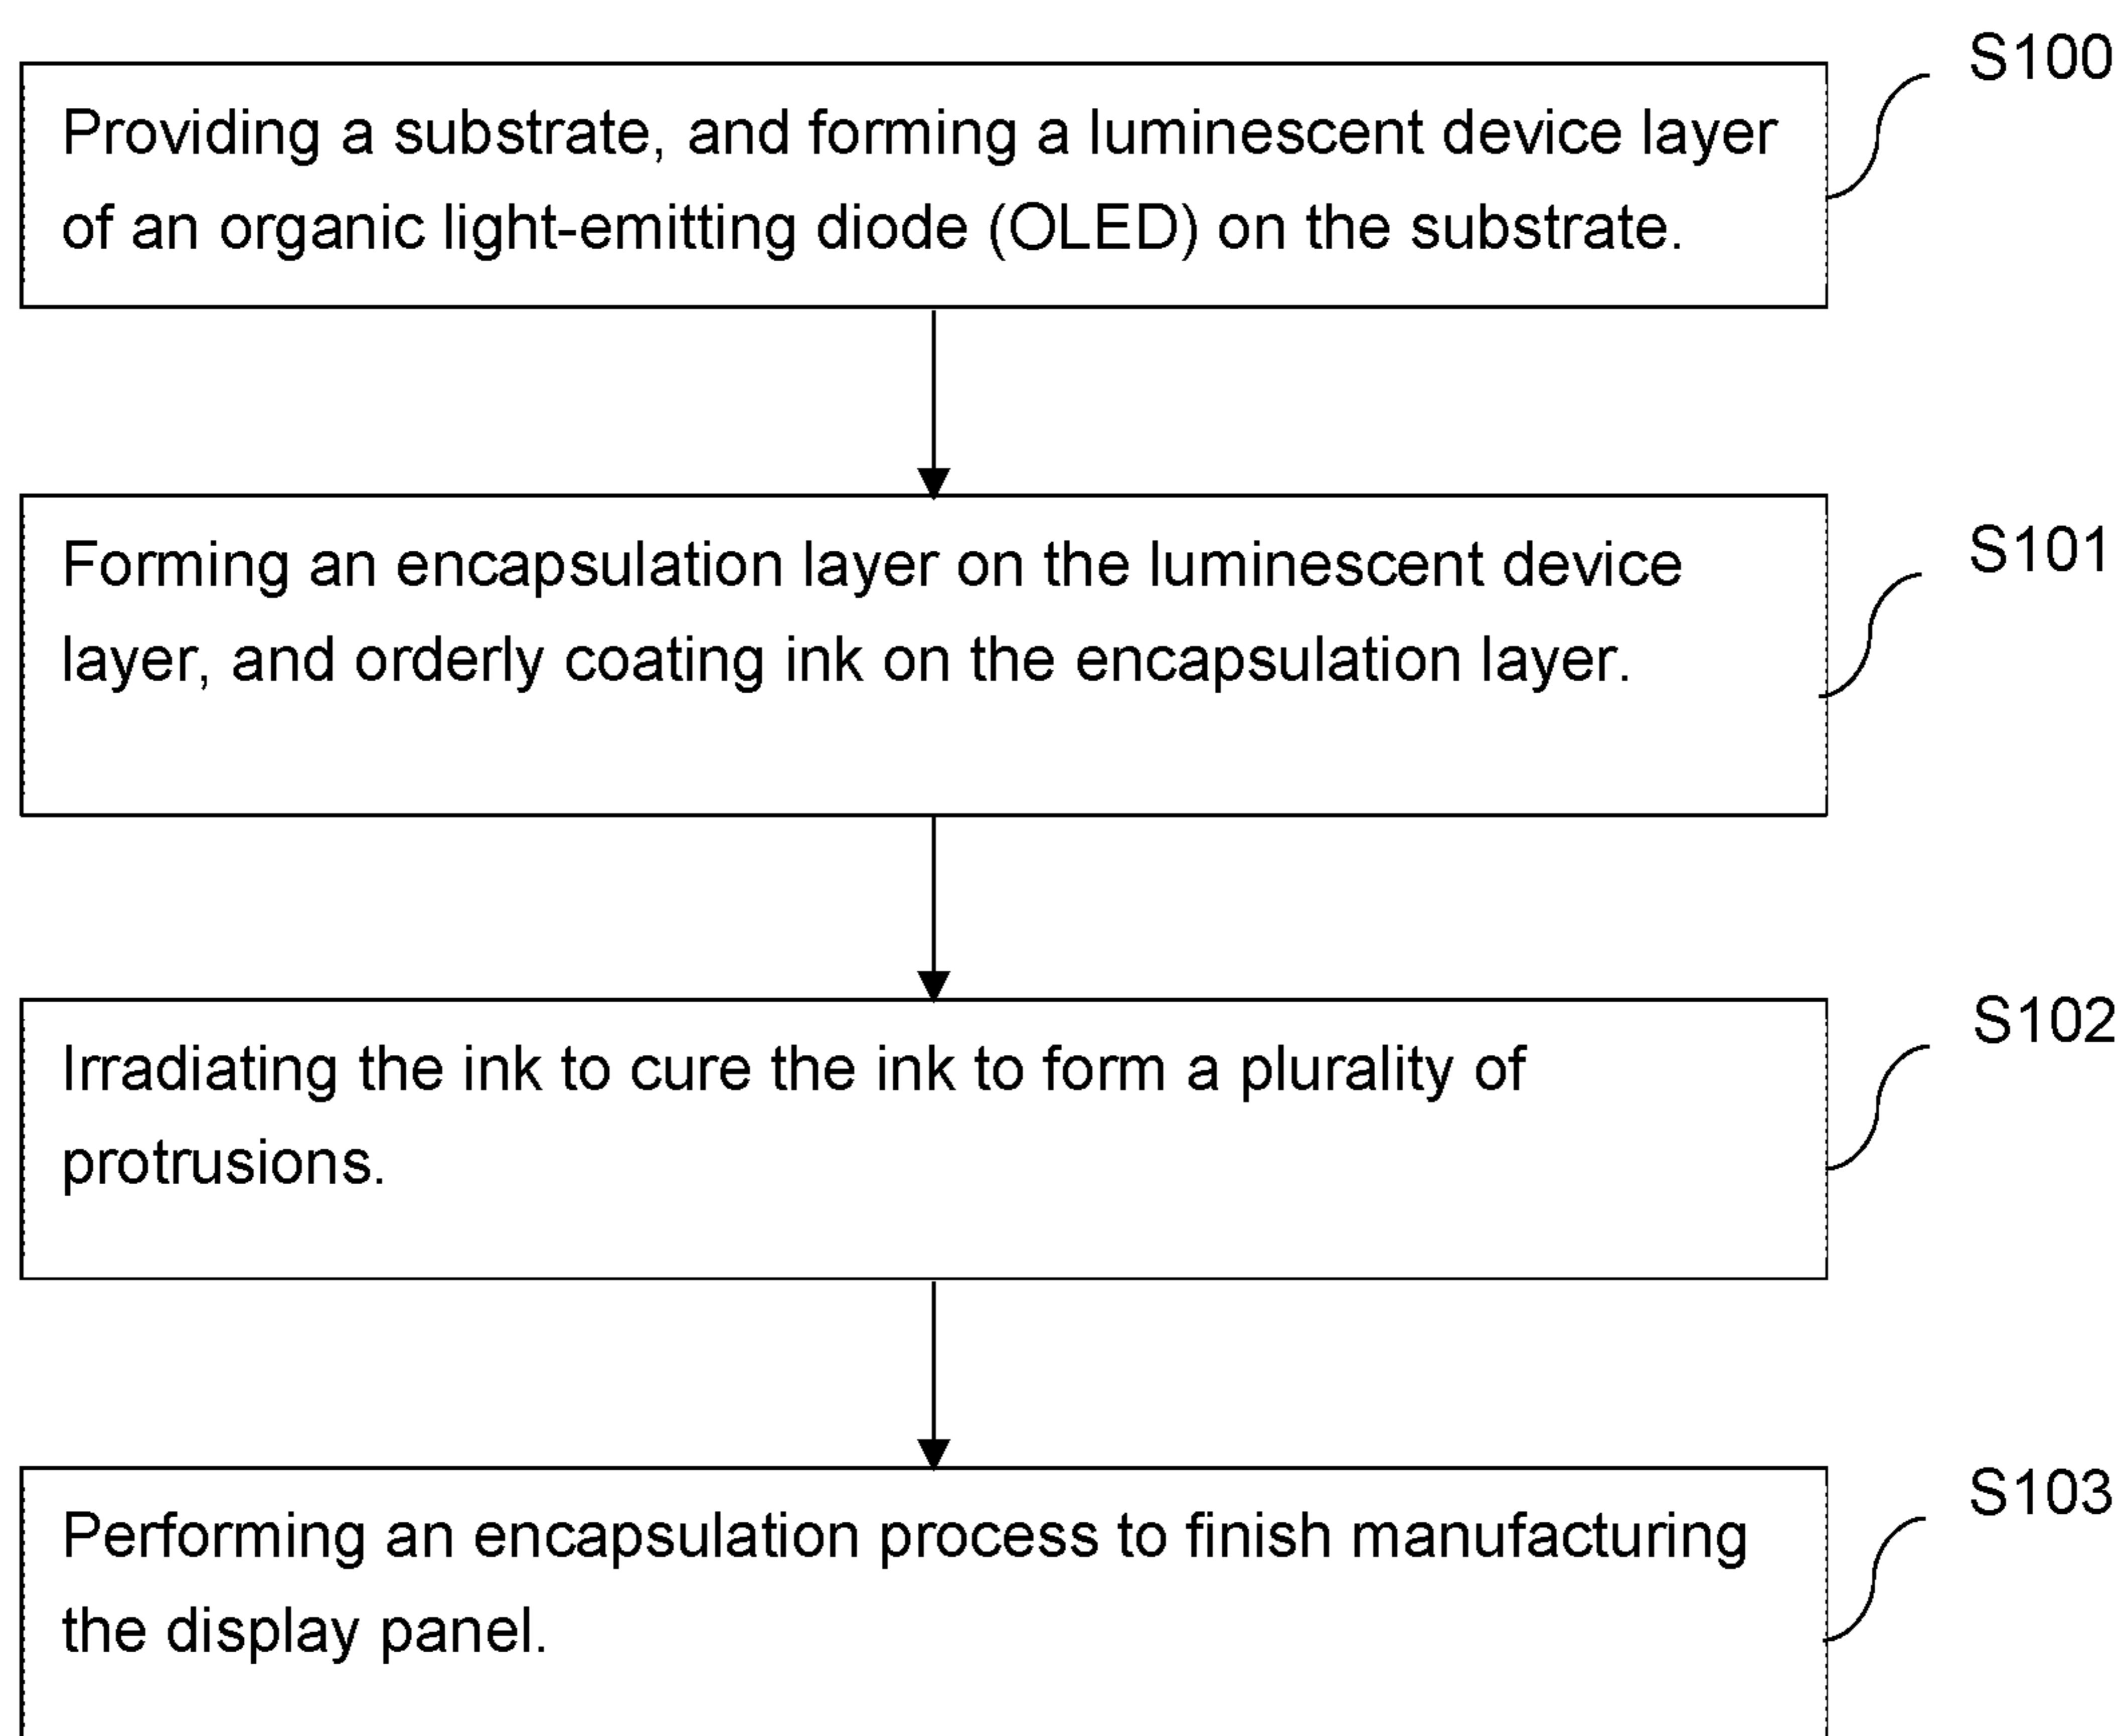 S100
Providing a substrate, and forming a luminescent device layer
of an organic light-emitting diode (OLED) on the substrate.
S101
Forming an encapsulation layer on the luminescent device
layer, and orderly coating ink on the encapsulation layer.
S102
Irradiating the ink to cure the ink to form a plurality of
protrusions.
S103
Performing an encapsulation process to finish manufacturing
the display panel.